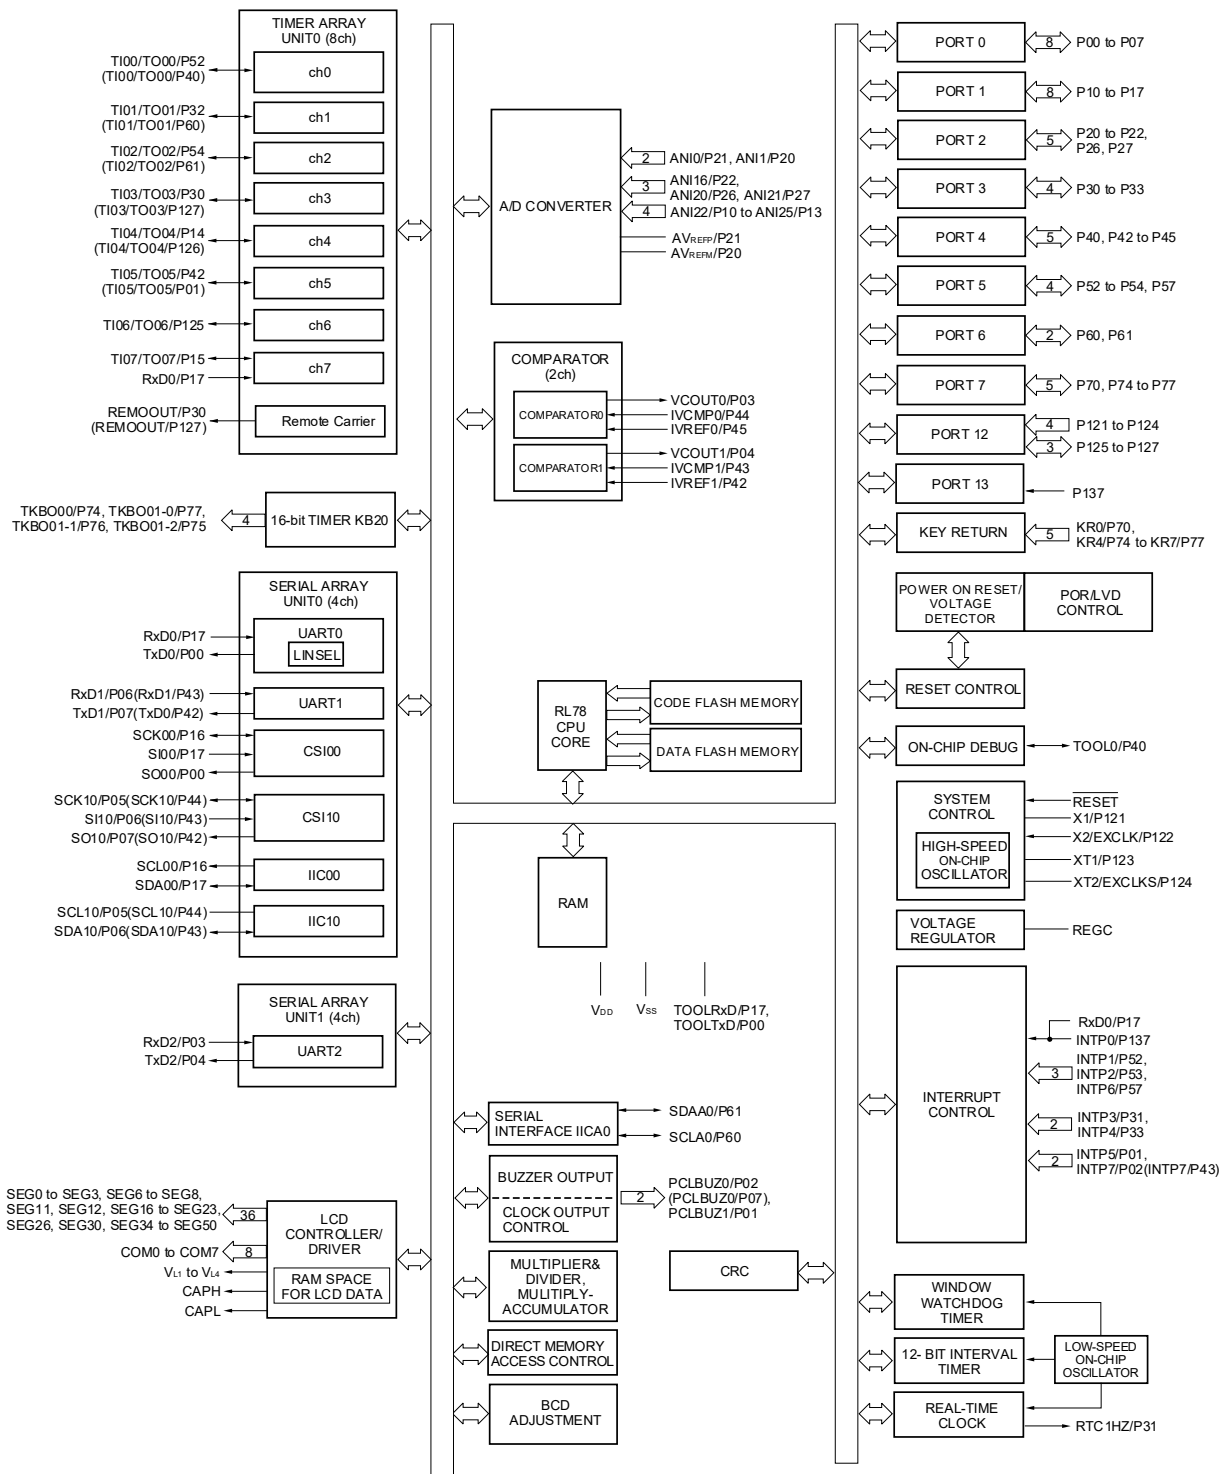 TIMER ARRAY
UNIT0 (8ch)
TI00/TO00/P52
(TI00/TO00/P40)
ch0
TI01/TO01/P32
(TI01/TO01/P60)
ch1
TI02/TO02/P54
(TI02/TO02/P61)
ch2
TI03/TO03/P30
(TI03/TO03/P127)
ch3
TI04/TO04/P14
(TI04/TO04/P126)
ch4
TI05/TO05/P42
(TI05/TO05/P01)
ch5
TI06/TO06/P125
ch6
TI07/TO07/P15
RxD0/P17
ch7
REMOOUT/P30
(REMOOUT/P127)
Remote Carrier
TKBO00/P74, TKBO01-0/P77,
TKBO01-1/P76, TKBO01-2/P75
4
16-bit TIMER KB20
SERIAL ARRAY
UNIT0 (4ch)
RxD0/P17
TxD0/P00
UART0
LINSEL
RxD1/P06(RxD1/P43)
TxD1/P07(TxD0/P42)
UART1
SCK00/P16
SI00/P17
SO00/P00
CSI00
SCK10/P05(SCK10/P44)
SI10/P06(SI10/P43)
SO10/P07(SO10/P42)
CSI10
SCL00/P16
SDA00/P17
IIC00
SCL10/P05(SCL10/P44)
SDA10/P06(SDA10/P43)
IIC10
SERIAL ARRAY
UNIT1 (4ch)
RxD2/P03
TxD2/P04
UART2
SEG0 to SEG3, SEG6 to SEG8,
SEG11, SEG12, SEG16 to SEG23,
SEG26, SEG30, SEG34 to SEG50
36
COM0 to COM7
8
VL1 to VL4
CAPH
CAPL
LCD
CONTROLLER/
DRIVER
RAM SPACE
FOR LCD DATA
A/D CONVERTER
2
ANI0/P21, ANI1/P20
3
ANI16/P22,
ANI20/P26, ANI21/P27
4
ANI22/P10 to ANI25/P13
AVREFP/P21
AVREFM/P20
COMPARATOR
(2ch)
COMPARATOR0
VCOUT0/P03
IVCMP0/P44
IVREF0/P45
COMPARATOR1
VCOUT1/P04
IVCMP1/P43
IVREF1/P42
RL78
CPU
CORE
CODE FLASH MEMORY
DATA FLASH MEMORY
RAM
VDD
VSS
TOOLRxD/P17,
TOOLTxD/P00
SERIAL
INTERFACE IICA0
SDAA0/P61
SCLA0/P60
BUZZER OUTPUT
CLOCK OUTPUT
CONTROL
2
PCLBUZ0/P02
(PCLBUZ0/P07),
PCLBUZ1/P01
MULTIPLIER&
DIVIDER,
MULITIPLY-
ACCUMULATOR
DIRECT MEMORY
ACCESS CONTROL
BCD
ADJUSTMENT
CRC
PORT 0
8
P00 to P07
PORT 1
8
P10 to P17
PORT 2
5
P20 to P22,
P26, P27
PORT 3
4
P30 to P33
PORT 4
5
P40, P42 to P45
PORT 5
4
P52 to P54, P57
PORT 6
2
P60, P61
PORT 7
5
P70, P74 to P77
PORT 12
4
P121 to P124
3
P125 to P127
PORT 13
P137
KEY RETURN
5
KR0/P70,
KR4/P74 to KR7/P77
POWER ON RESET/
VOLTAGE
DETECTOR
POR/LVD
CONTROL
RESET CONTROL
ON-CHIP DEBUG
TOOL0/P40
SYSTEM
CONTROL
HIGH-SPEED
ON-CHIP
OSCILLATOR
RESET
X1/P121
X2/EXCLK/P122
XT1/P123
XT2/EXCLKS/P124
VOLTAGE
REGULATOR
REGC
INTERRUPT
CONTROL
RxD0/P17
INTP0/P137
3
INTP1/P52,
INTP2/P53,
INTP6/P57
2
INTP3/P31,
INTP4/P33
2
INTP5/P01,
INTP7/P02(INTP7/P43)
WINDOW
WATCHDOG
TIMER
12- BIT INTERVAL
TIMER
LOW-SPEED
ON-CHIP
OSCILLATOR
REAL-TIME
CLOCK
RTC1HZ/P31